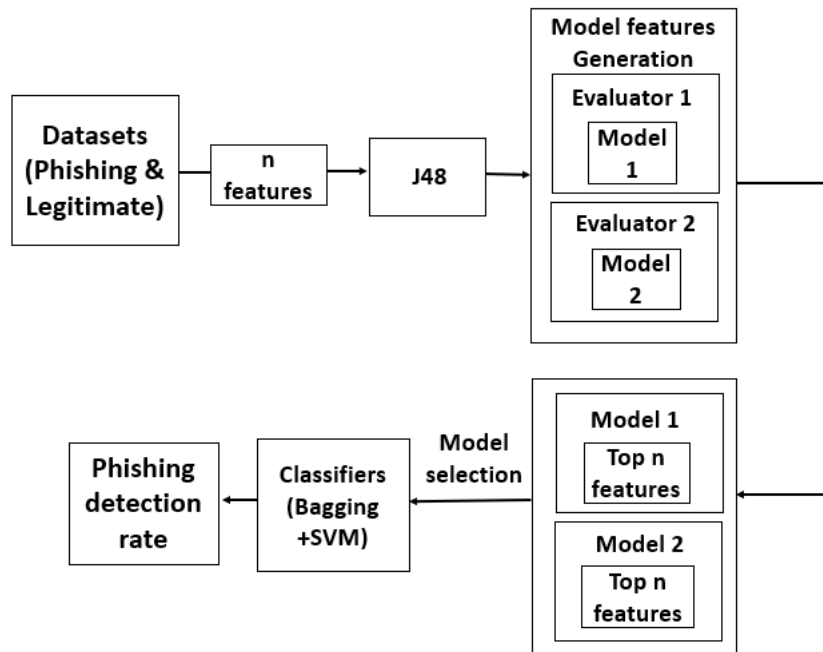 Datasets
(Phishing &
Legitimate)
n
features
J48
Model features
Generation
Evaluator 1
Model
1
Evaluator 2
Model
2
Model 1
Top n
features
Model 2
Top n
features
Model
selection
Classifiers
(Bagging
+SVM)
Phishing
detection
rate